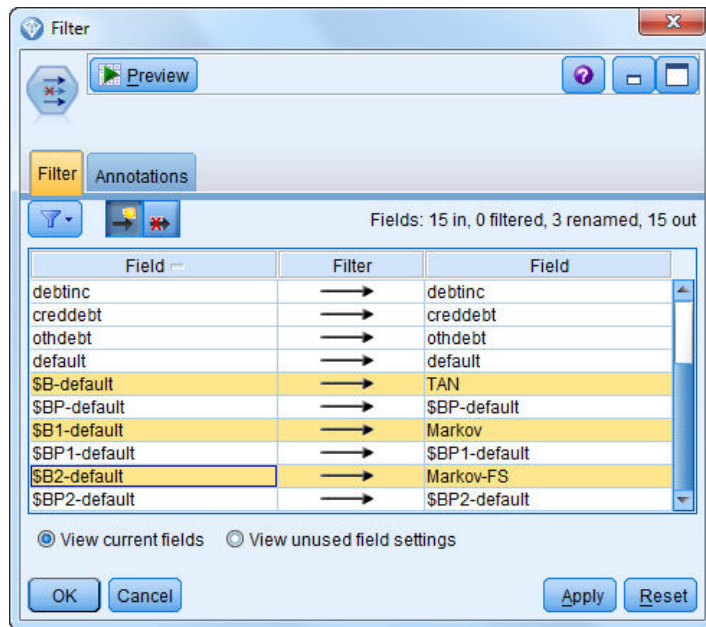 Filter
Preview
Filter Annotations
Fields: 15 in, 0 filtered, 3 renamed, 15 out
Field Filter Field
debtinc debtinc
creddebt creddebt
othdebt othdebt
default default
$B-default TAN
$BP-default $BP-default
$B1-default Markov
$BP1-default $BP1-default
$B2-default Markov-FS
$BP2-default $BP2-default
View current fields View unused field settings
OK Cancel Apply Reset